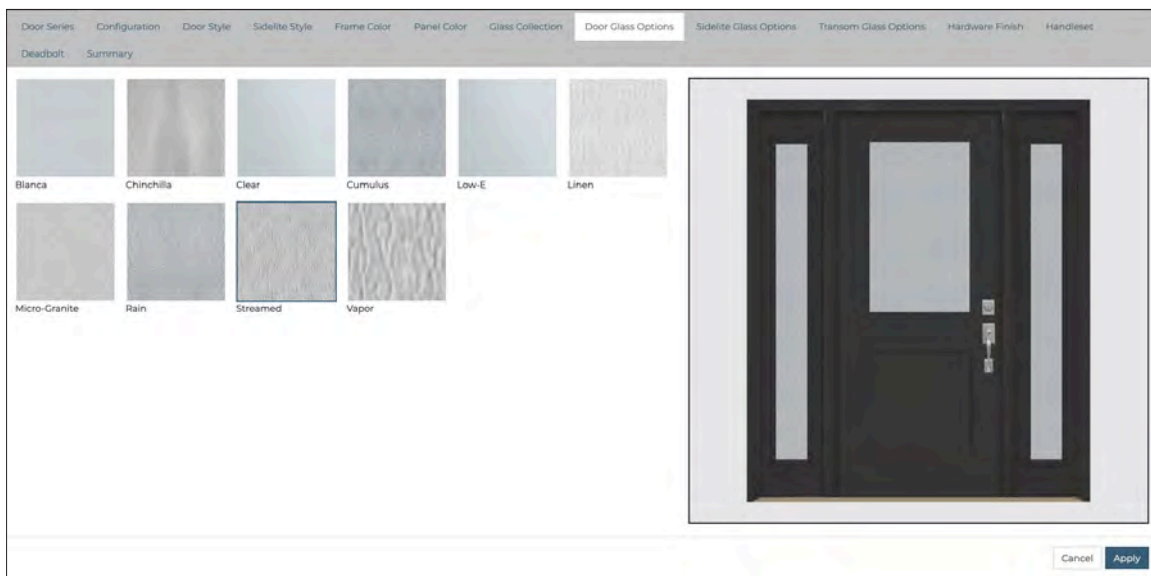 Door Series Configuration Door Style Sidelite Style Frame Color Panel Color Glass Collection Door Glass Options Sidelite Glass Options Transom Glass Options Hardware Finish Handleset
Deadbolt Summary
Blanca Chinchilla Clear Cumulus Low-E Linen
Micro-Granite Rain Streamed Vapor
Cancel Apply